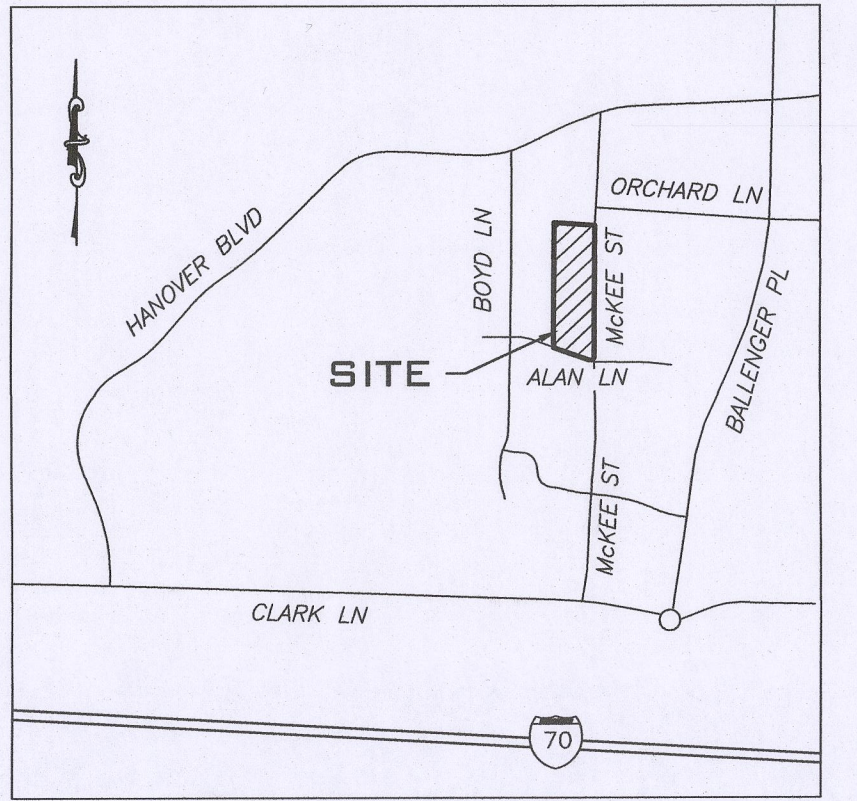 ORCHARD LN
HANOVER BLVD
BOYD LN
McKEE ST
BALLENGER PL
SITE
ALAN LN
McKEE ST
CLARK LN
70